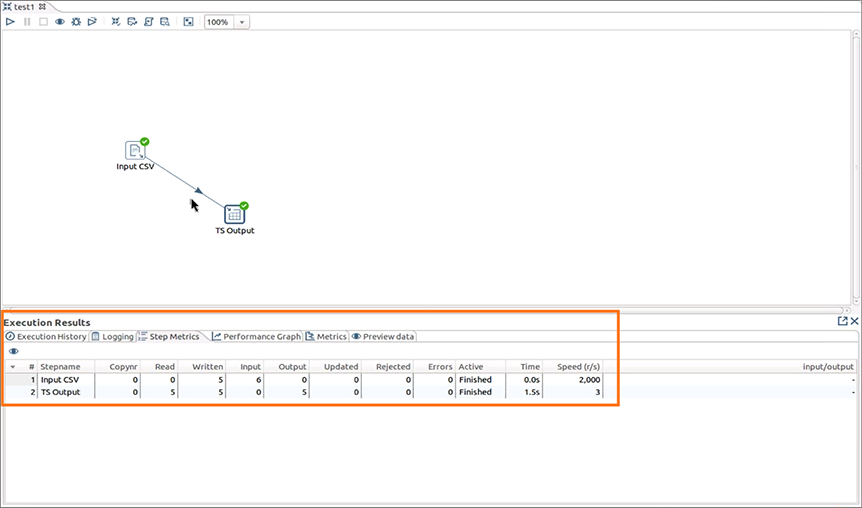 test1
100%
Input CSV
TS Output
Execution Results
Execution History Logging Step Metrics Performance Graph Metrics Preview data
# Stepname Copynr Read Written Input Output Updated Rejected Errors Active Time Speed (r/s) input/output
1 Input CSV 0 0 5 6 0 0 0 0 Finished 0.0s 2,000 -
2 TS Output 0 5 5 0 5 0 0 0 Finished 1.5s 3 -